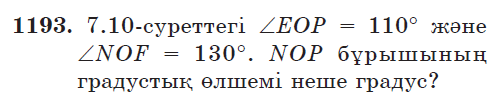 1193. 7.10-суреттегі ∠EOP = 110° және
∠NOF = 130°. NOP бұрышының
градустық өлшемі неше градус?